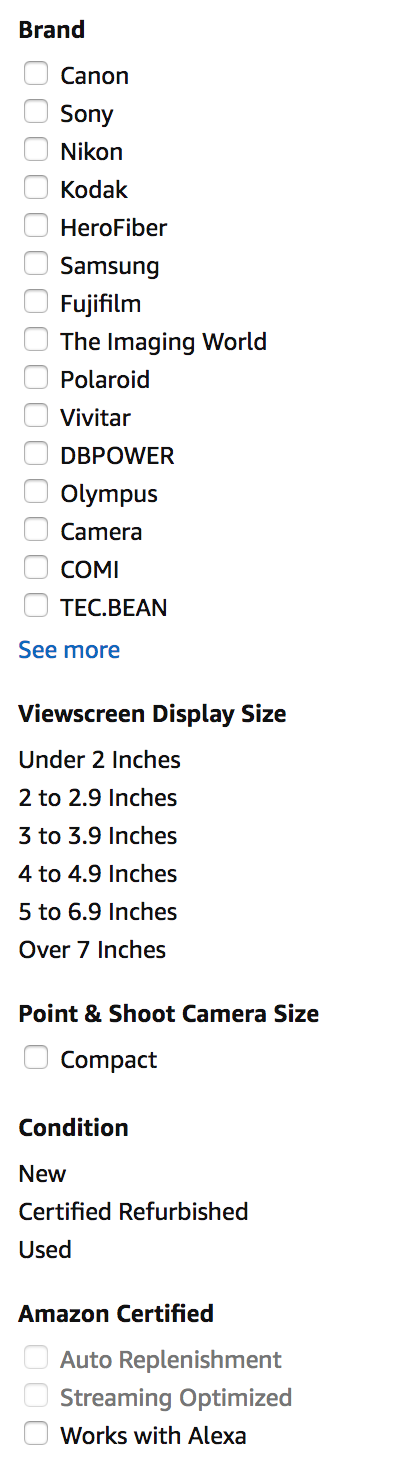 Brand
Canon
Sony
Nikon
Kodak
HeroFiber
Samsung
Fujifilm
The Imaging World
Polaroid
Vivitar
DBPOWER
Olympus
Camera
COMI
TEC.BEAN
See more
Viewscreen Display Size
Under 2 Inches
2 to 2.9 Inches
3 to 3.9 Inches
4 to 4.9 Inches
5 to 6.9 Inches
Over 7 Inches
Point & Shoot Camera Size
Compact
Condition
New
Certified Refurbished
Used
Amazon Certified
Auto Replenishment
Streaming Optimized
Works with Alexa